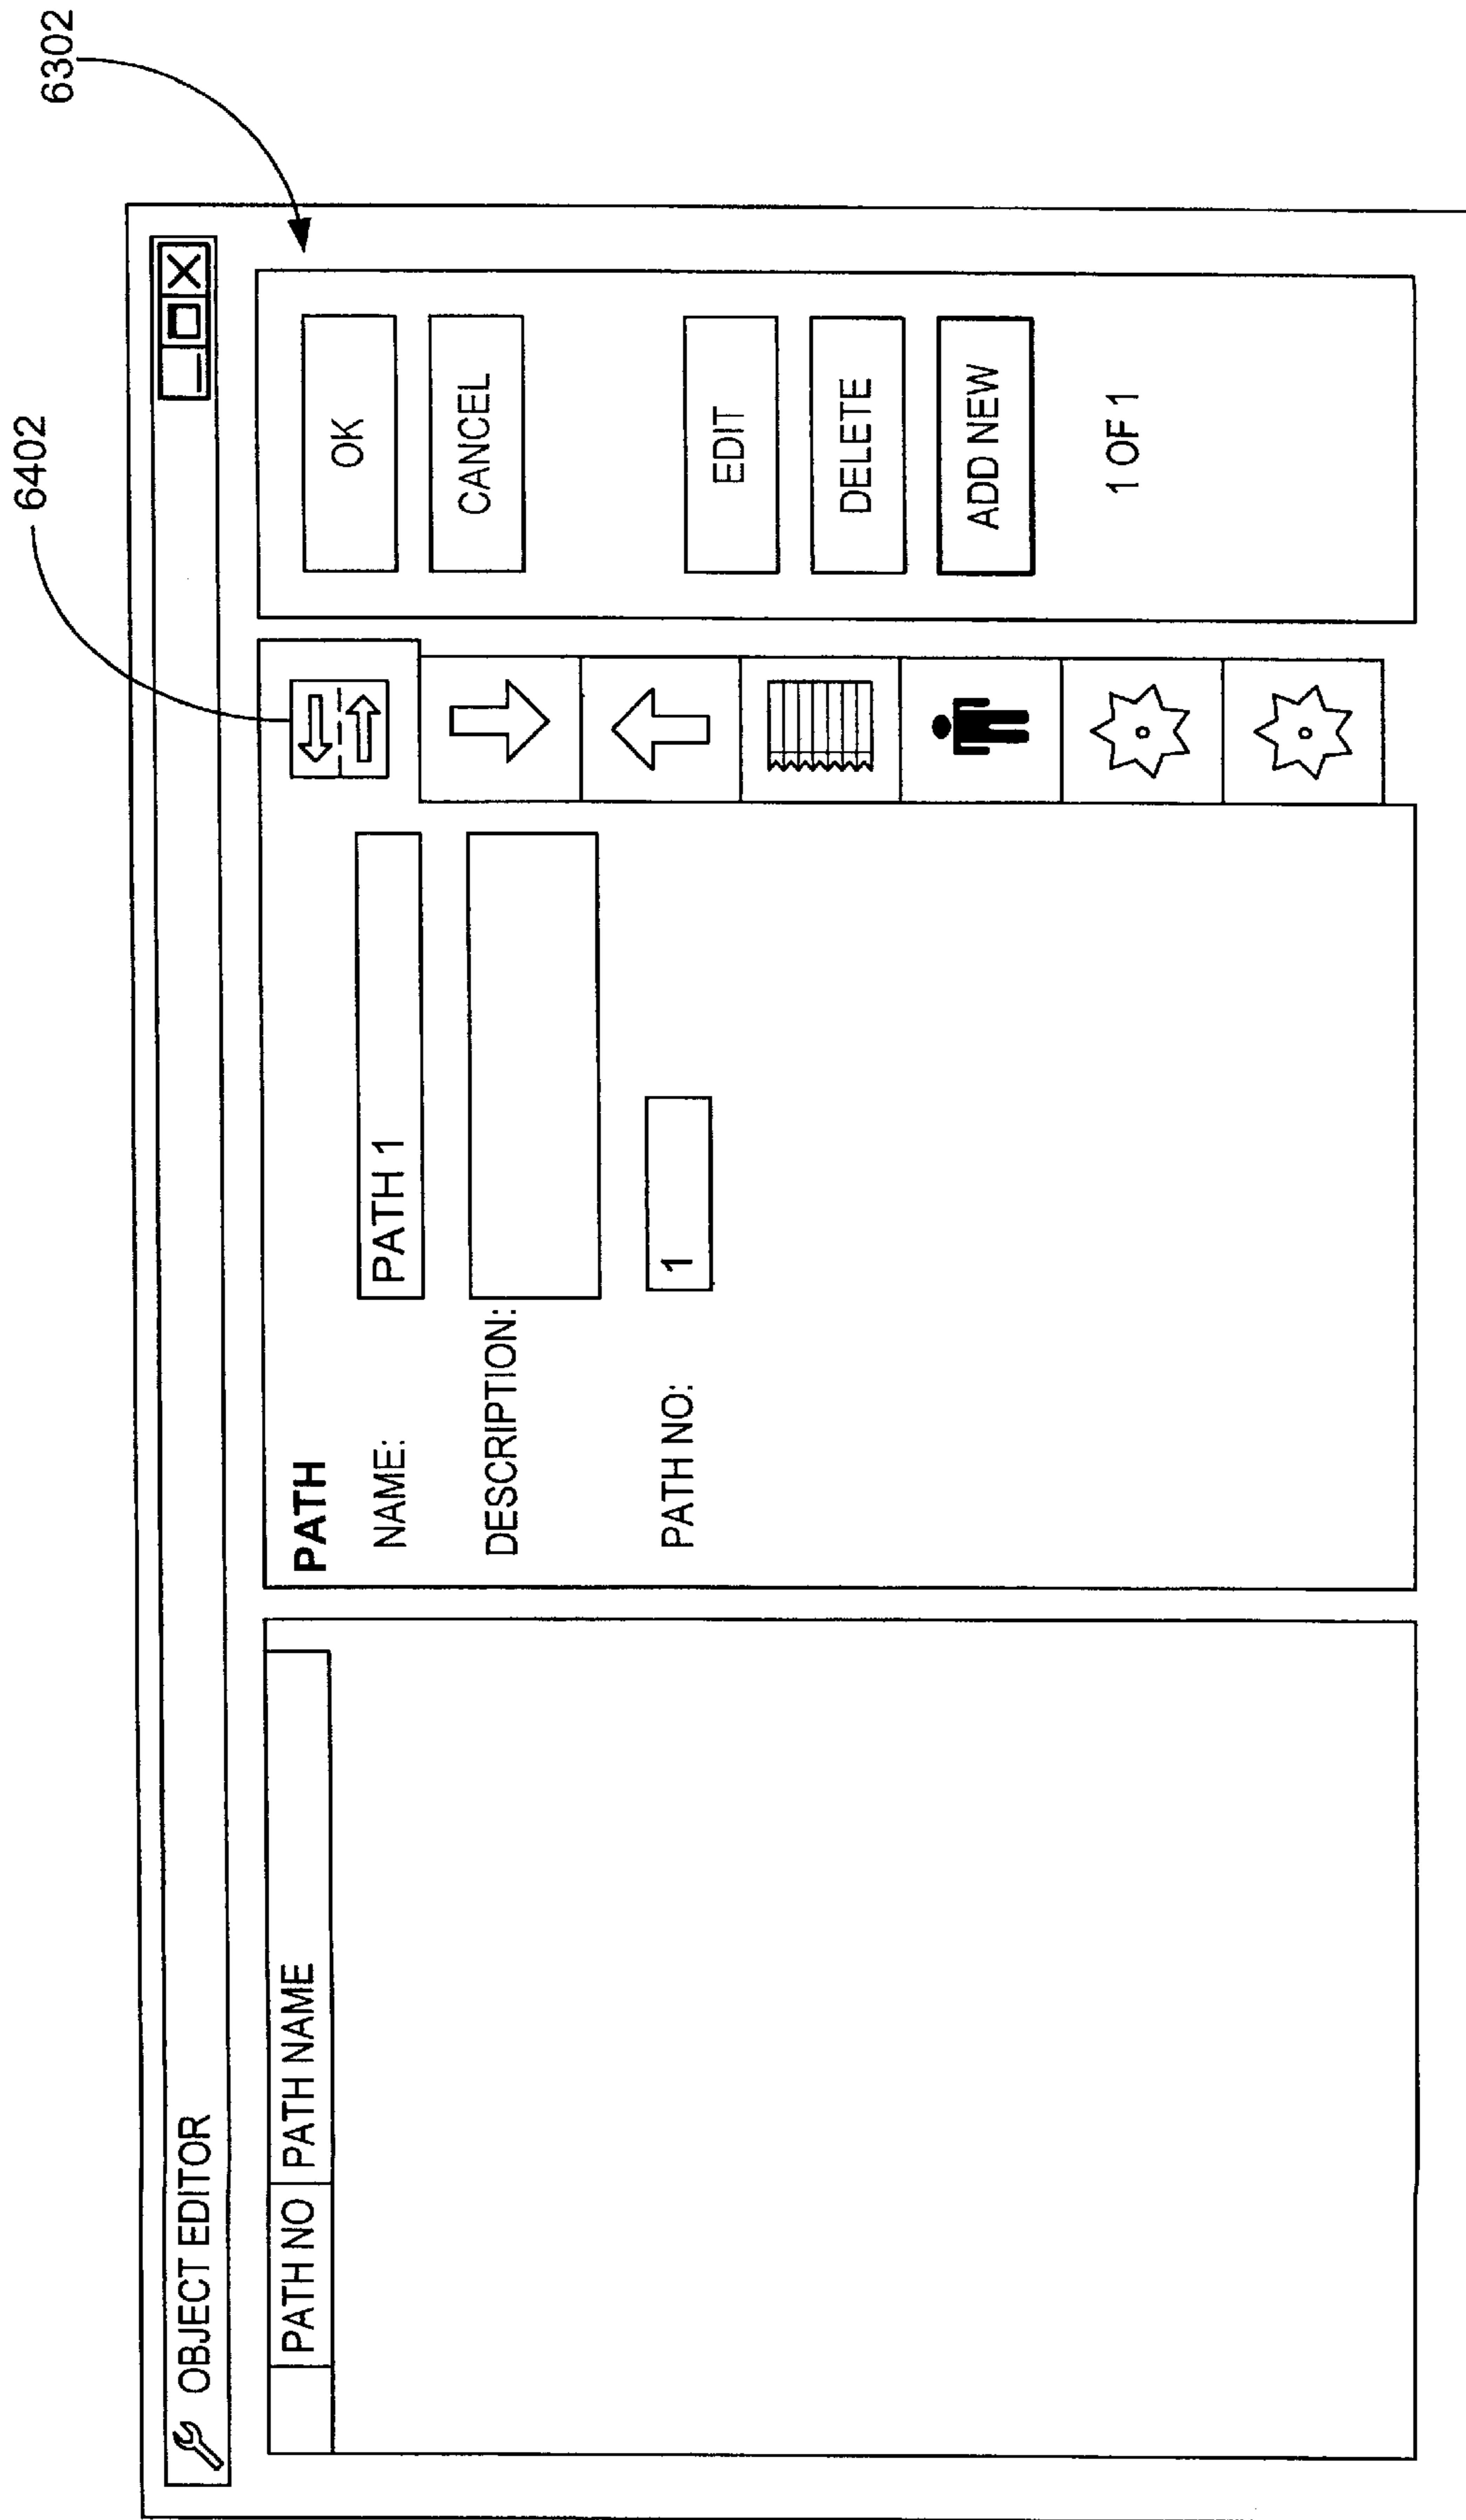 6302
6402
OBJECT EDITOR
PATH NO PATH NAME
PATH
NAME: PATH 1
DESCRIPTION:
PATH NO: 1
OK
CANCEL
EDIT
DELETE
ADD NEW
1 OF 1